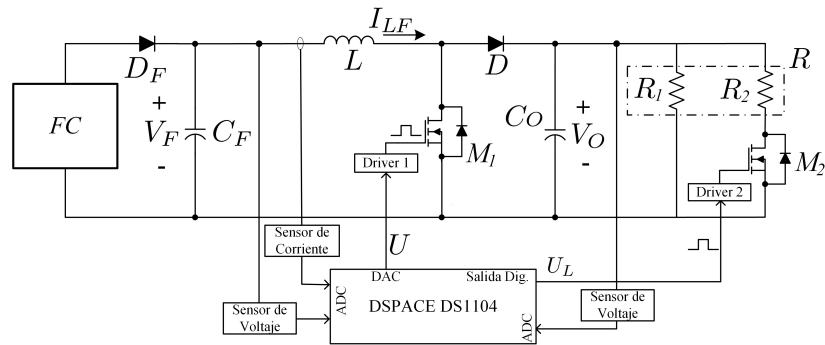 I_LF
D_F
L
D
R
FC
+
V_F
-
C_F
C_O
+
V_O
-
R_1
R_2
M_1
M_2
Driver 1
Driver 2
Sensor de
Corriente
U
U_L
DAC
Salida Dig.
ADC
DSPACE DS1104
ADC
Sensor de
Voltaje
Sensor de
Voltaje